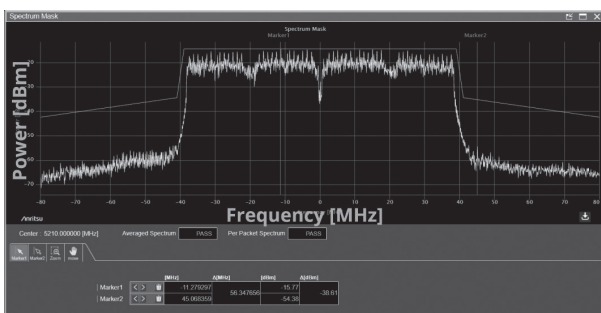 Spectrum Mask
Spectrum Mask
Marker1 Marker2
Power [dBm]
-20
-30
-40
-50
-60
-70
-80 -70 -60 -50 -40 -30 -20 -10 0 10 20 30 40 50 60 70 80
Frequency [MHz]
Anritsu
Center : 5210.000000 [MHz] Averaged Spectrum PASS Per Packet Spectrum PASS
Marker1 Marker2 Zoom Move
[MHz] Δ[MHz] [dBm] Δ[dBm]
Marker1 -11.279297 56.347656 -15.77 -38.61
Marker2 45.068359 -54.38